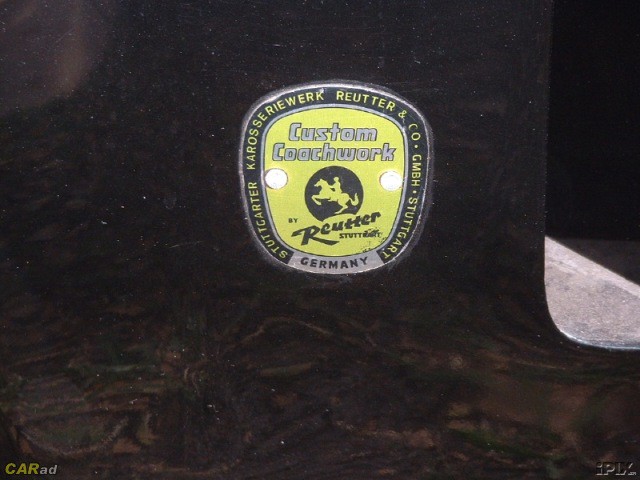 STUTTGARTER KAROSSERIEWERK REUTTER & CO · GMBH · STUTTGART
Custom
Coachwork
BY
Reutter
STUTTGART
GERMANY
CARad
iPIX